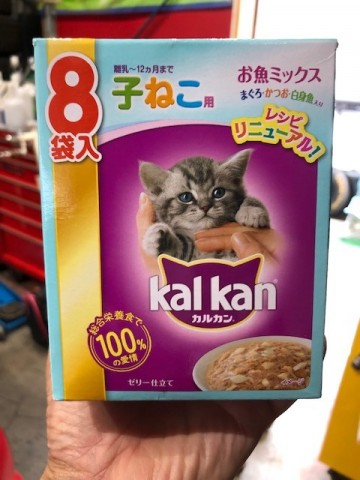 8
袋入
離乳～12ヵ月まで
子ねこ用
お魚ミックス
まぐろ・かつお・白身魚入り
レシピ
リニューアル!
kal kan
カルカン®
総合栄養食で
100%
の愛情
ゼリー仕立て